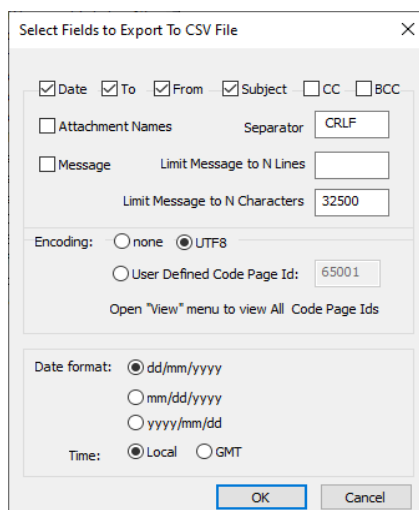 Select Fields to Export To CSV File
Date To From Subject CC BCC
Attachment Names Separator CRLF
Message Limit Message to N Lines
Limit Message to N Characters 32500
Encoding: none UTF8
User Defined Code Page Id: 65001
Open "View" menu to view All Code Page Ids
Date format: dd/mm/yyyy
mm/dd/yyyy
yyyy/mm/dd
Time: Local GMT
OK Cancel